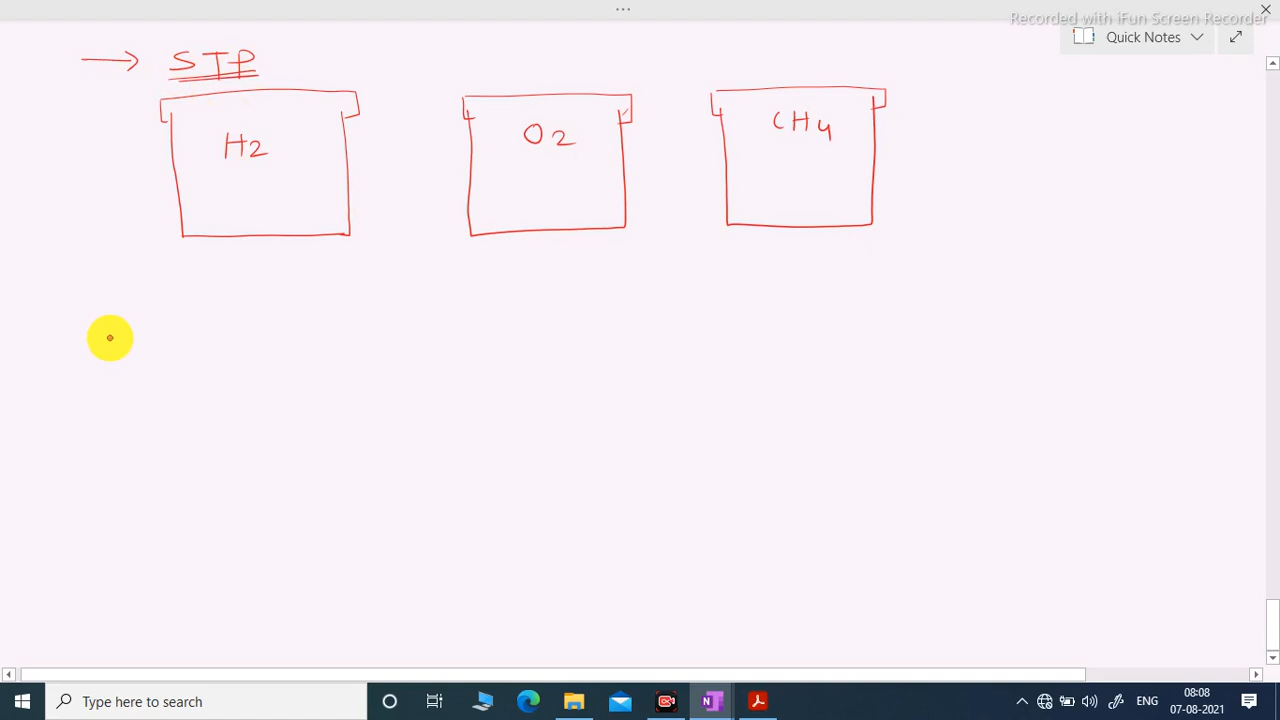 ...
Recorded with iFun Screen Recorder
Quick Notes
→ STP
H2 O2 CH4
Type here to search
N
ENG
08:08
07-08-2021